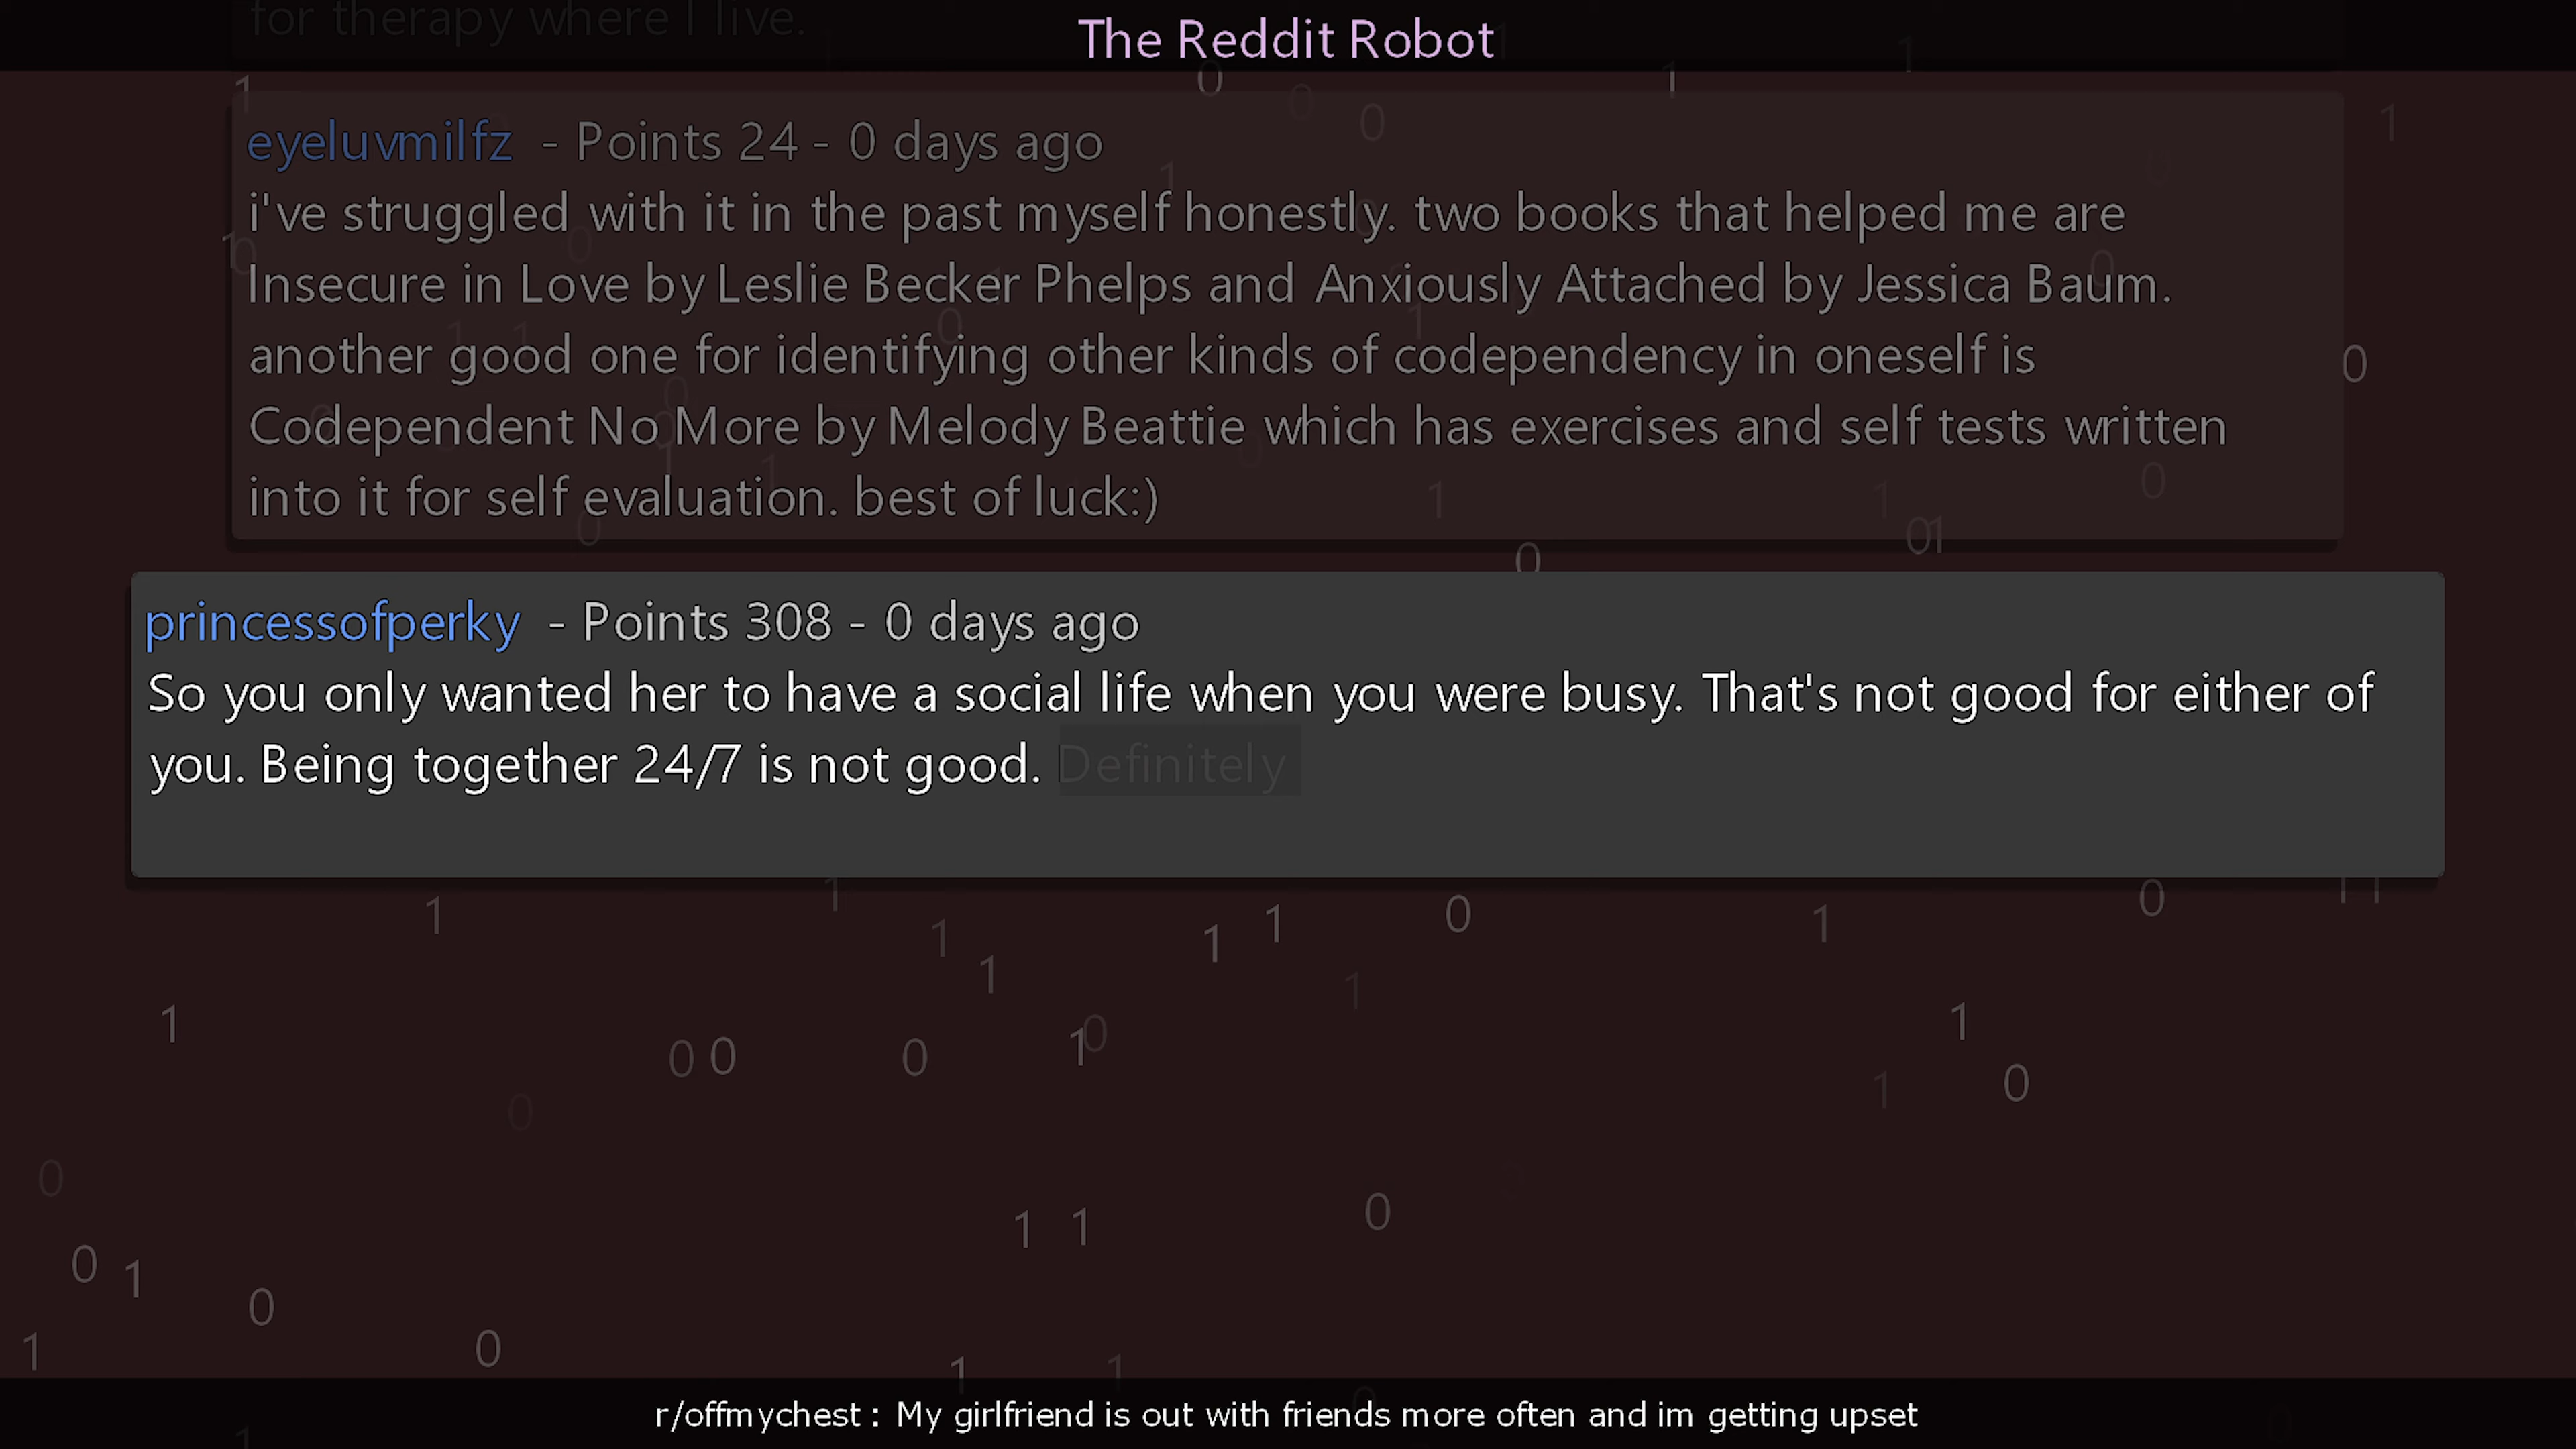 for therapy where I live.
The Reddit Robot
eyeluvmilfz - Points 24 - 0 days ago
i've struggled with it in the past myself honestly. two books that helped me are
Insecure in Love by Leslie Becker Phelps and Anxiously Attached by Jessica Baum.
another good one for identifying other kinds of codependency in oneself is
Codependent No More by Melody Beattie which has exercises and self tests written
into it for self evaluation. best of luck:)
princessofperky - Points 308 - 0 days ago
So you only wanted her to have a social life when you were busy. That's not good for either of
you. Being together 24/7 is not good. Definitely
r/offmychest : My girlfriend is out with friends more often and im getting upset